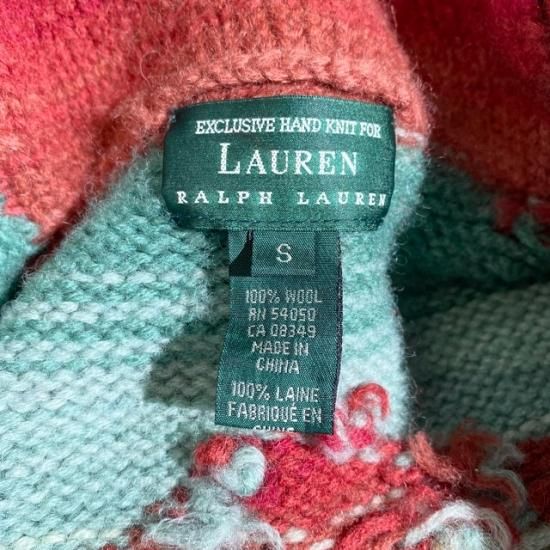 EXCLUSIVE HAND KNIT FOR
LAUREN
RALPH LAUREN
S
100% WOOL
RN 54050
CA 08349
MADE IN
CHINA
100% LAINE
FABRIQUÉ EN